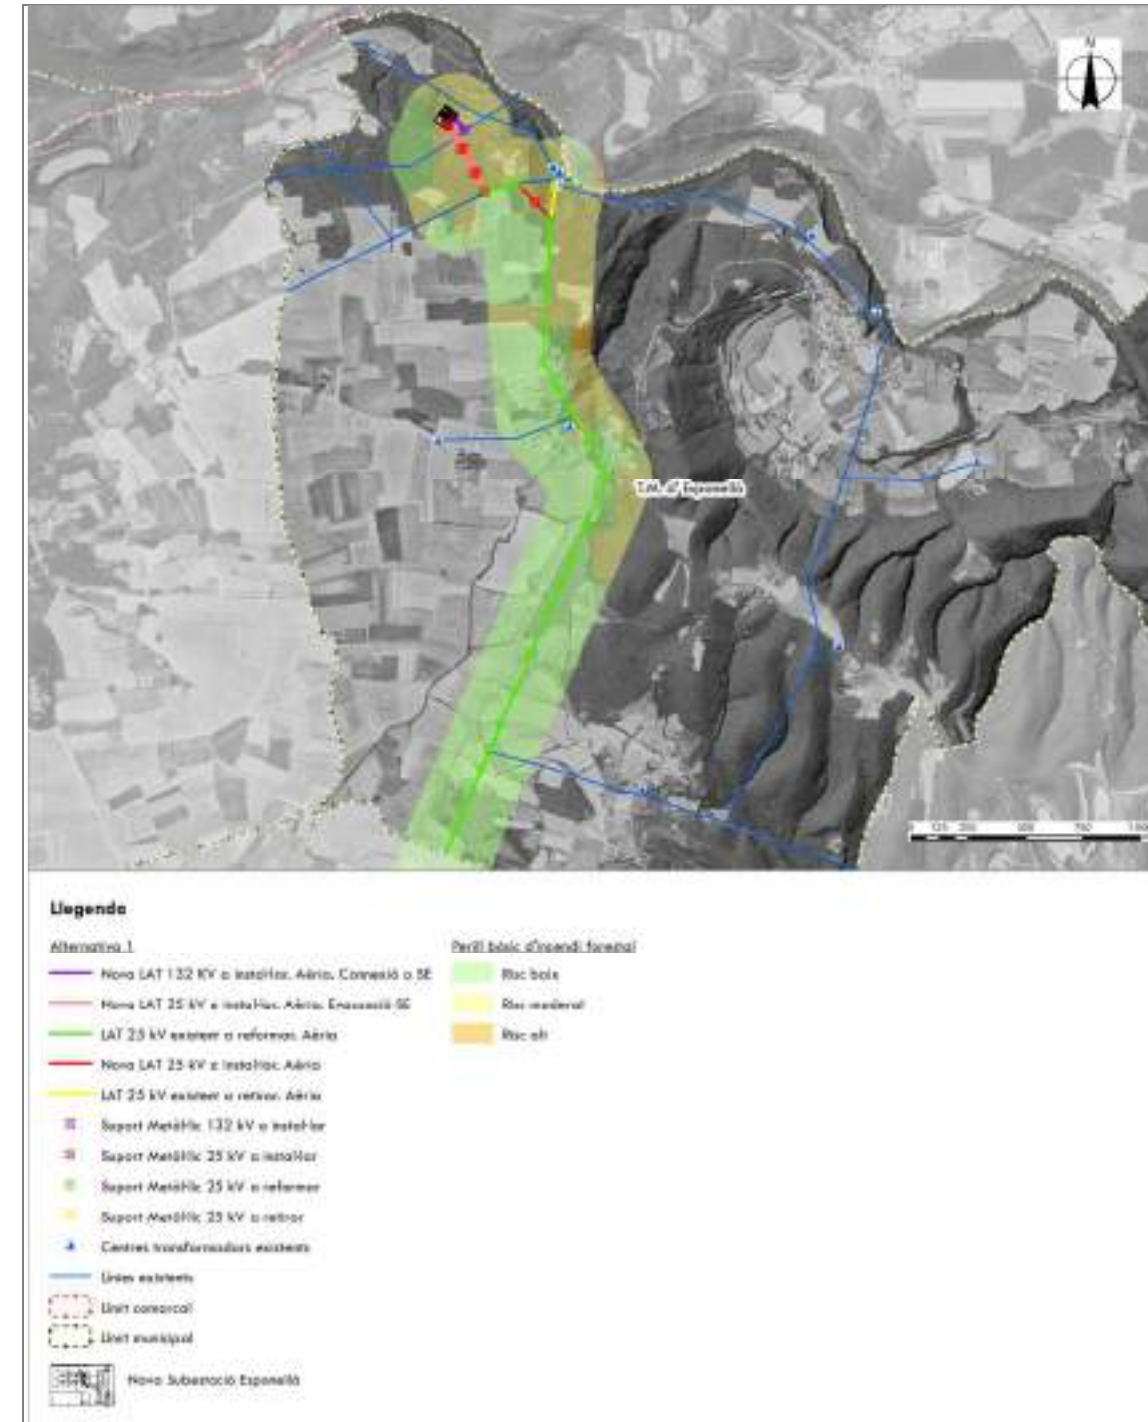 N
T.M. d' Esponellà
Llegenda
Alternativa 1
Nova LAT 132 KV a instal·lar. Aèria. Connexió a SE
Nova LAT 25 kV a instal·lar. Aèria. Evacuació SE
LAT 25 kV existent a reformar. Aèria
Nova LAT 25 kV a instal·lar. Aèria
LAT 25 kV existent a retirar. Aèria
Suport Metàl·lic 132 kV a instal·lar
Suport Metàl·lic 25 kV a instal·lar
Suport Metàl·lic 25 kV a reformar
Suport Metàl·lic 25 kV a retirar
Centres transformadors existents
Línies existents
Límit comarcal
Límit municipal
Nova Subestació Esponellà
Perill bàsic d'incendi forestal
Risc baix
Risc moderat
Risc alt